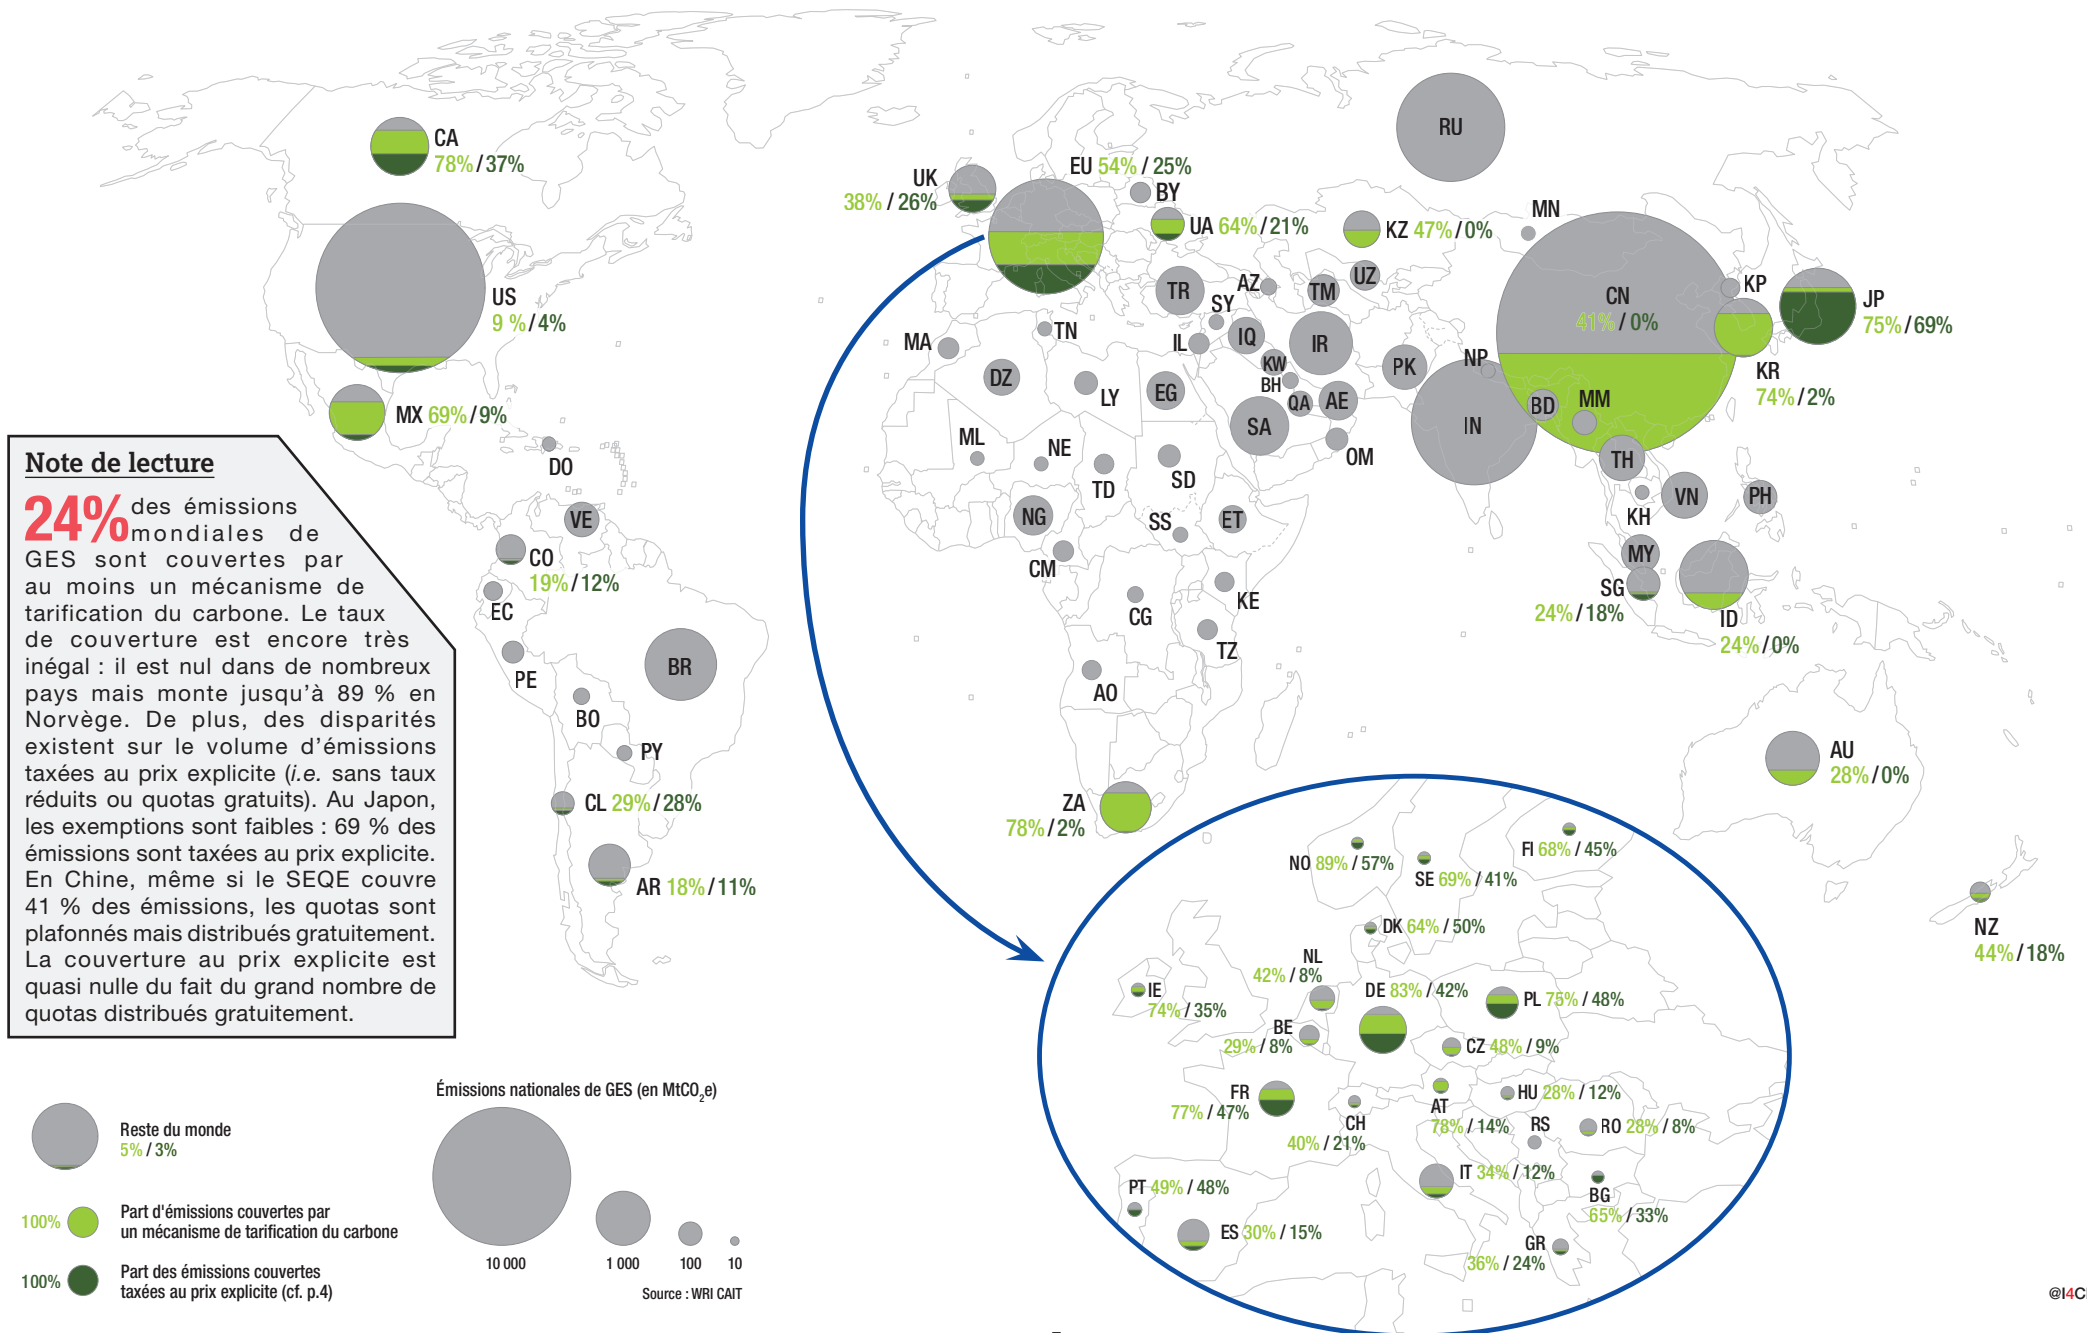 CA
78% / 37%
US
9 % / 4%
MX 69% / 9%
DO
VE
CO
19% / 12%
EC
PE
BR
BO
PY
CL 29% / 28%
AR 18% / 11%
Note de lecture
24% des émissions
mondiales de
GES sont couvertes par
au moins un mécanisme de
tarification du carbone. Le taux
de couverture est encore très
inégal : il est nul dans de nombreux
pays mais monte jusqu'à 89 % en
Norvège. De plus, des disparités
existent sur le volume d'émissions
taxées au prix explicite (i.e. sans taux
réduits ou quotas gratuits). Au Japon,
les exemptions sont faibles : 69 % des
émissions sont taxées au prix explicite.
En Chine, même si le SEQE couvre
41 % des émissions, les quotas sont
plafonnés mais distribués gratuitement.
La couverture au prix explicite est
quasi nulle du fait du grand nombre de
quotas distribués gratuitement.
UK
38% / 26%
EU 54% / 25%
BY
UA 64% / 21%
KZ 47% / 0%
RU
MN
CN
41% / 0%
KP
JP
75% / 69%
KR
74% / 2%
TR
AZ
TM
UZ
SY
IQ
IR
IL
KW
BH
QA
AE
SA
OM
PK
NP
IN
BD
MM
TH
KH
VN
PH
MY
SG
24% / 18%
ID
24% / 0%
MA
TN
DZ
LY
EG
ML
NE
TD
SD
NG
SS
ET
CM
CG
KE
TZ
AO
ZA
78% / 2%
AU
28% / 0%
NZ
44% / 18%
NO 89% / 57%
SE 69% / 41%
FI 68% / 45%
DK 64% / 50%
NL
42% / 8%
IE
74% / 35%
DE 83% / 42%
PL 75% / 48%
BE
29% / 8%
CZ 48% / 9%
FR
77% / 47%
CH
40% / 21%
AT
78% / 14%
HU 28% / 12%
RS
RO 28% / 8%
IT 34% / 12%
BG
65% / 33%
PT 49% / 48%
ES 30% / 15%
GR
36% / 24%
Reste du monde
5% / 3%
100%
Part d'émissions couvertes par
un mécanisme de tarification du carbone
100%
Part des émissions couvertes
taxées au prix explicite (cf. p.4)
Émissions nationales de GES (en MtCO₂e)
10 000
1 000
100
10
Source : WRI CAIT